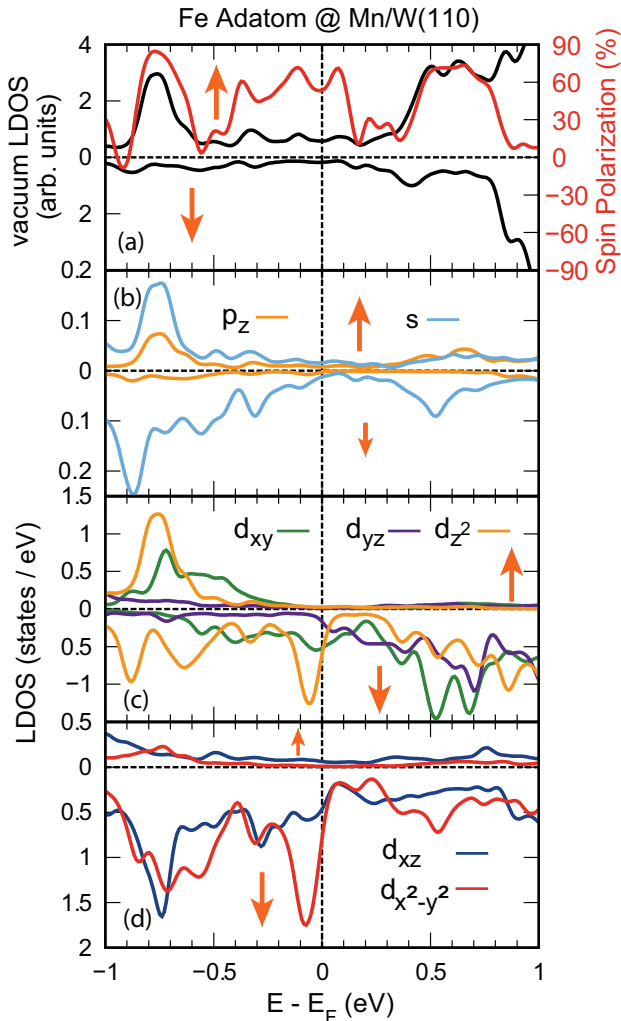 Fe Adatom @ Mn/W(110)
vacuum LDOS
(arb. units)
4
2
0
2
90
60
30
0
−30
−60
−90
Spin Polarization (%)
(a)
0.2
0.1
0
0.1
0.2
(b)
p_z
s
1.5
1
0.5
0
0.5
−1
(c)
d_xy
d_yz
d_z²
LDOS (states / eV)
0.5
0
0.5
1
1.5
2
(d)
d_xz
d_x²-y²
−1
−0.5
0
0.5
1
E - E_F (eV)